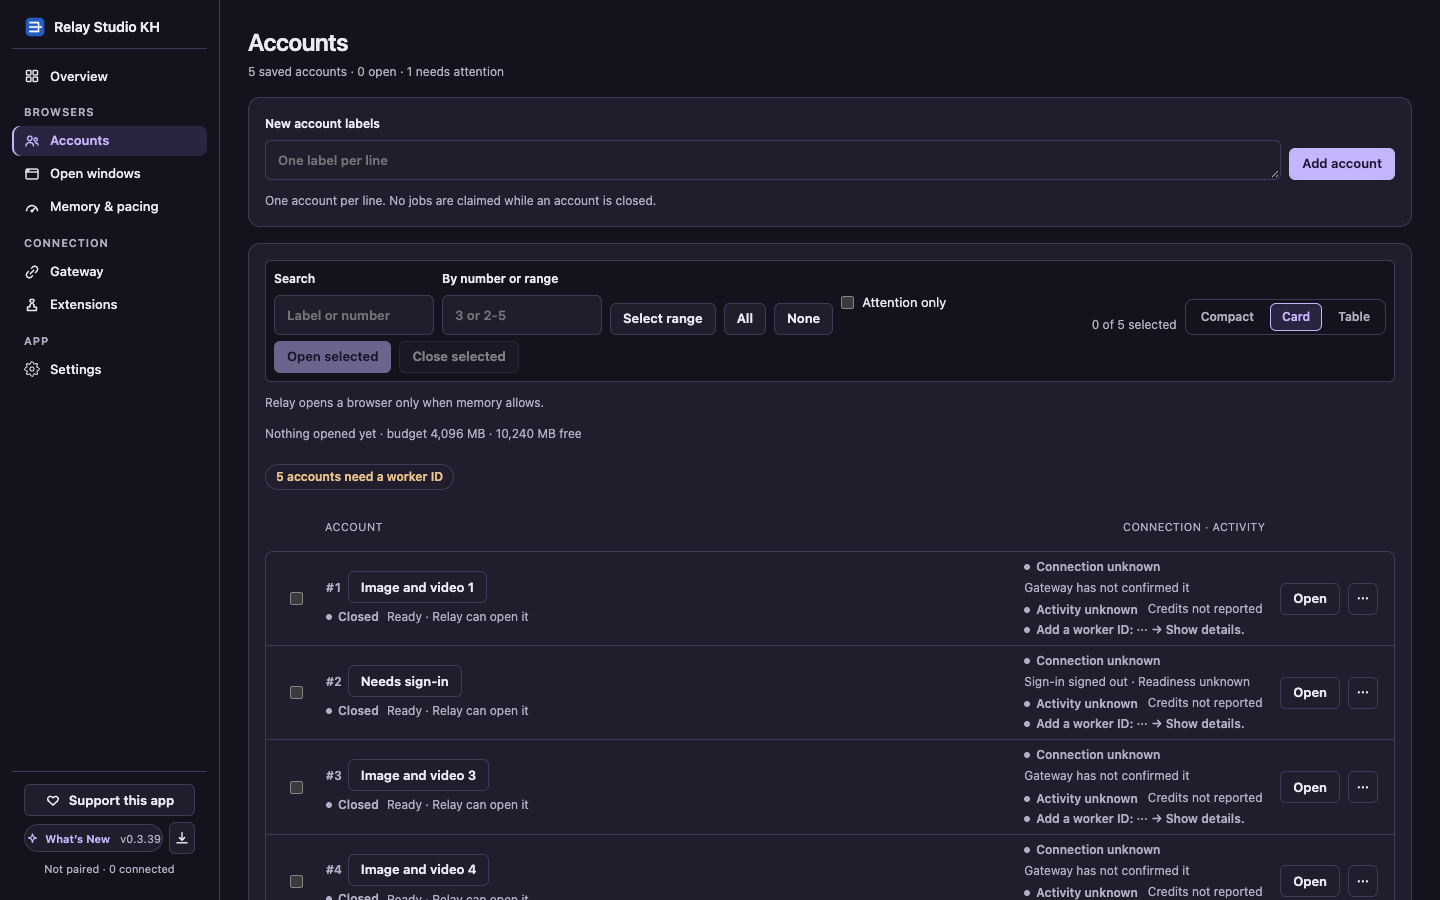 Relay Studio KH
Overview
BROWSERS
Accounts
Open windows
Memory & pacing
CONNECTION
Gateway
Extensions
APP
Settings
Support this app
What's New v0.3.39
Not paired · 0 connected
Accounts
5 saved accounts · 0 open · 1 needs attention
New account labels
One label per line
Add account
One account per line. No jobs are claimed while an account is closed.
Search
By number or range
Label or number
3 or 2-5
Select range
All
None
Attention only
0 of 5 selected
Compact
Card
Table
Open selected
Close selected
Relay opens a browser only when memory allows.
Nothing opened yet · budget 4,096 MB · 10,240 MB free
5 accounts need a worker ID
ACCOUNT
CONNECTION · ACTIVITY
#1 Image and video 1
Closed Ready · Relay can open it
Connection unknown
Gateway has not confirmed it
Activity unknown Credits not reported
Add a worker ID: ··· → Show details.
Open
···
#2 Needs sign-in
Closed Ready · Relay can open it
Connection unknown
Sign-in signed out · Readiness unknown
Activity unknown Credits not reported
Add a worker ID: ··· → Show details.
Open
···
#3 Image and video 3
Closed Ready · Relay can open it
Connection unknown
Gateway has not confirmed it
Activity unknown Credits not reported
Add a worker ID: ··· → Show details.
Open
···
#4 Image and video 4
Closed Ready · Relay can open it
Connection unknown
Gateway has not confirmed it
Activity unknown Credits not reported
Open
···